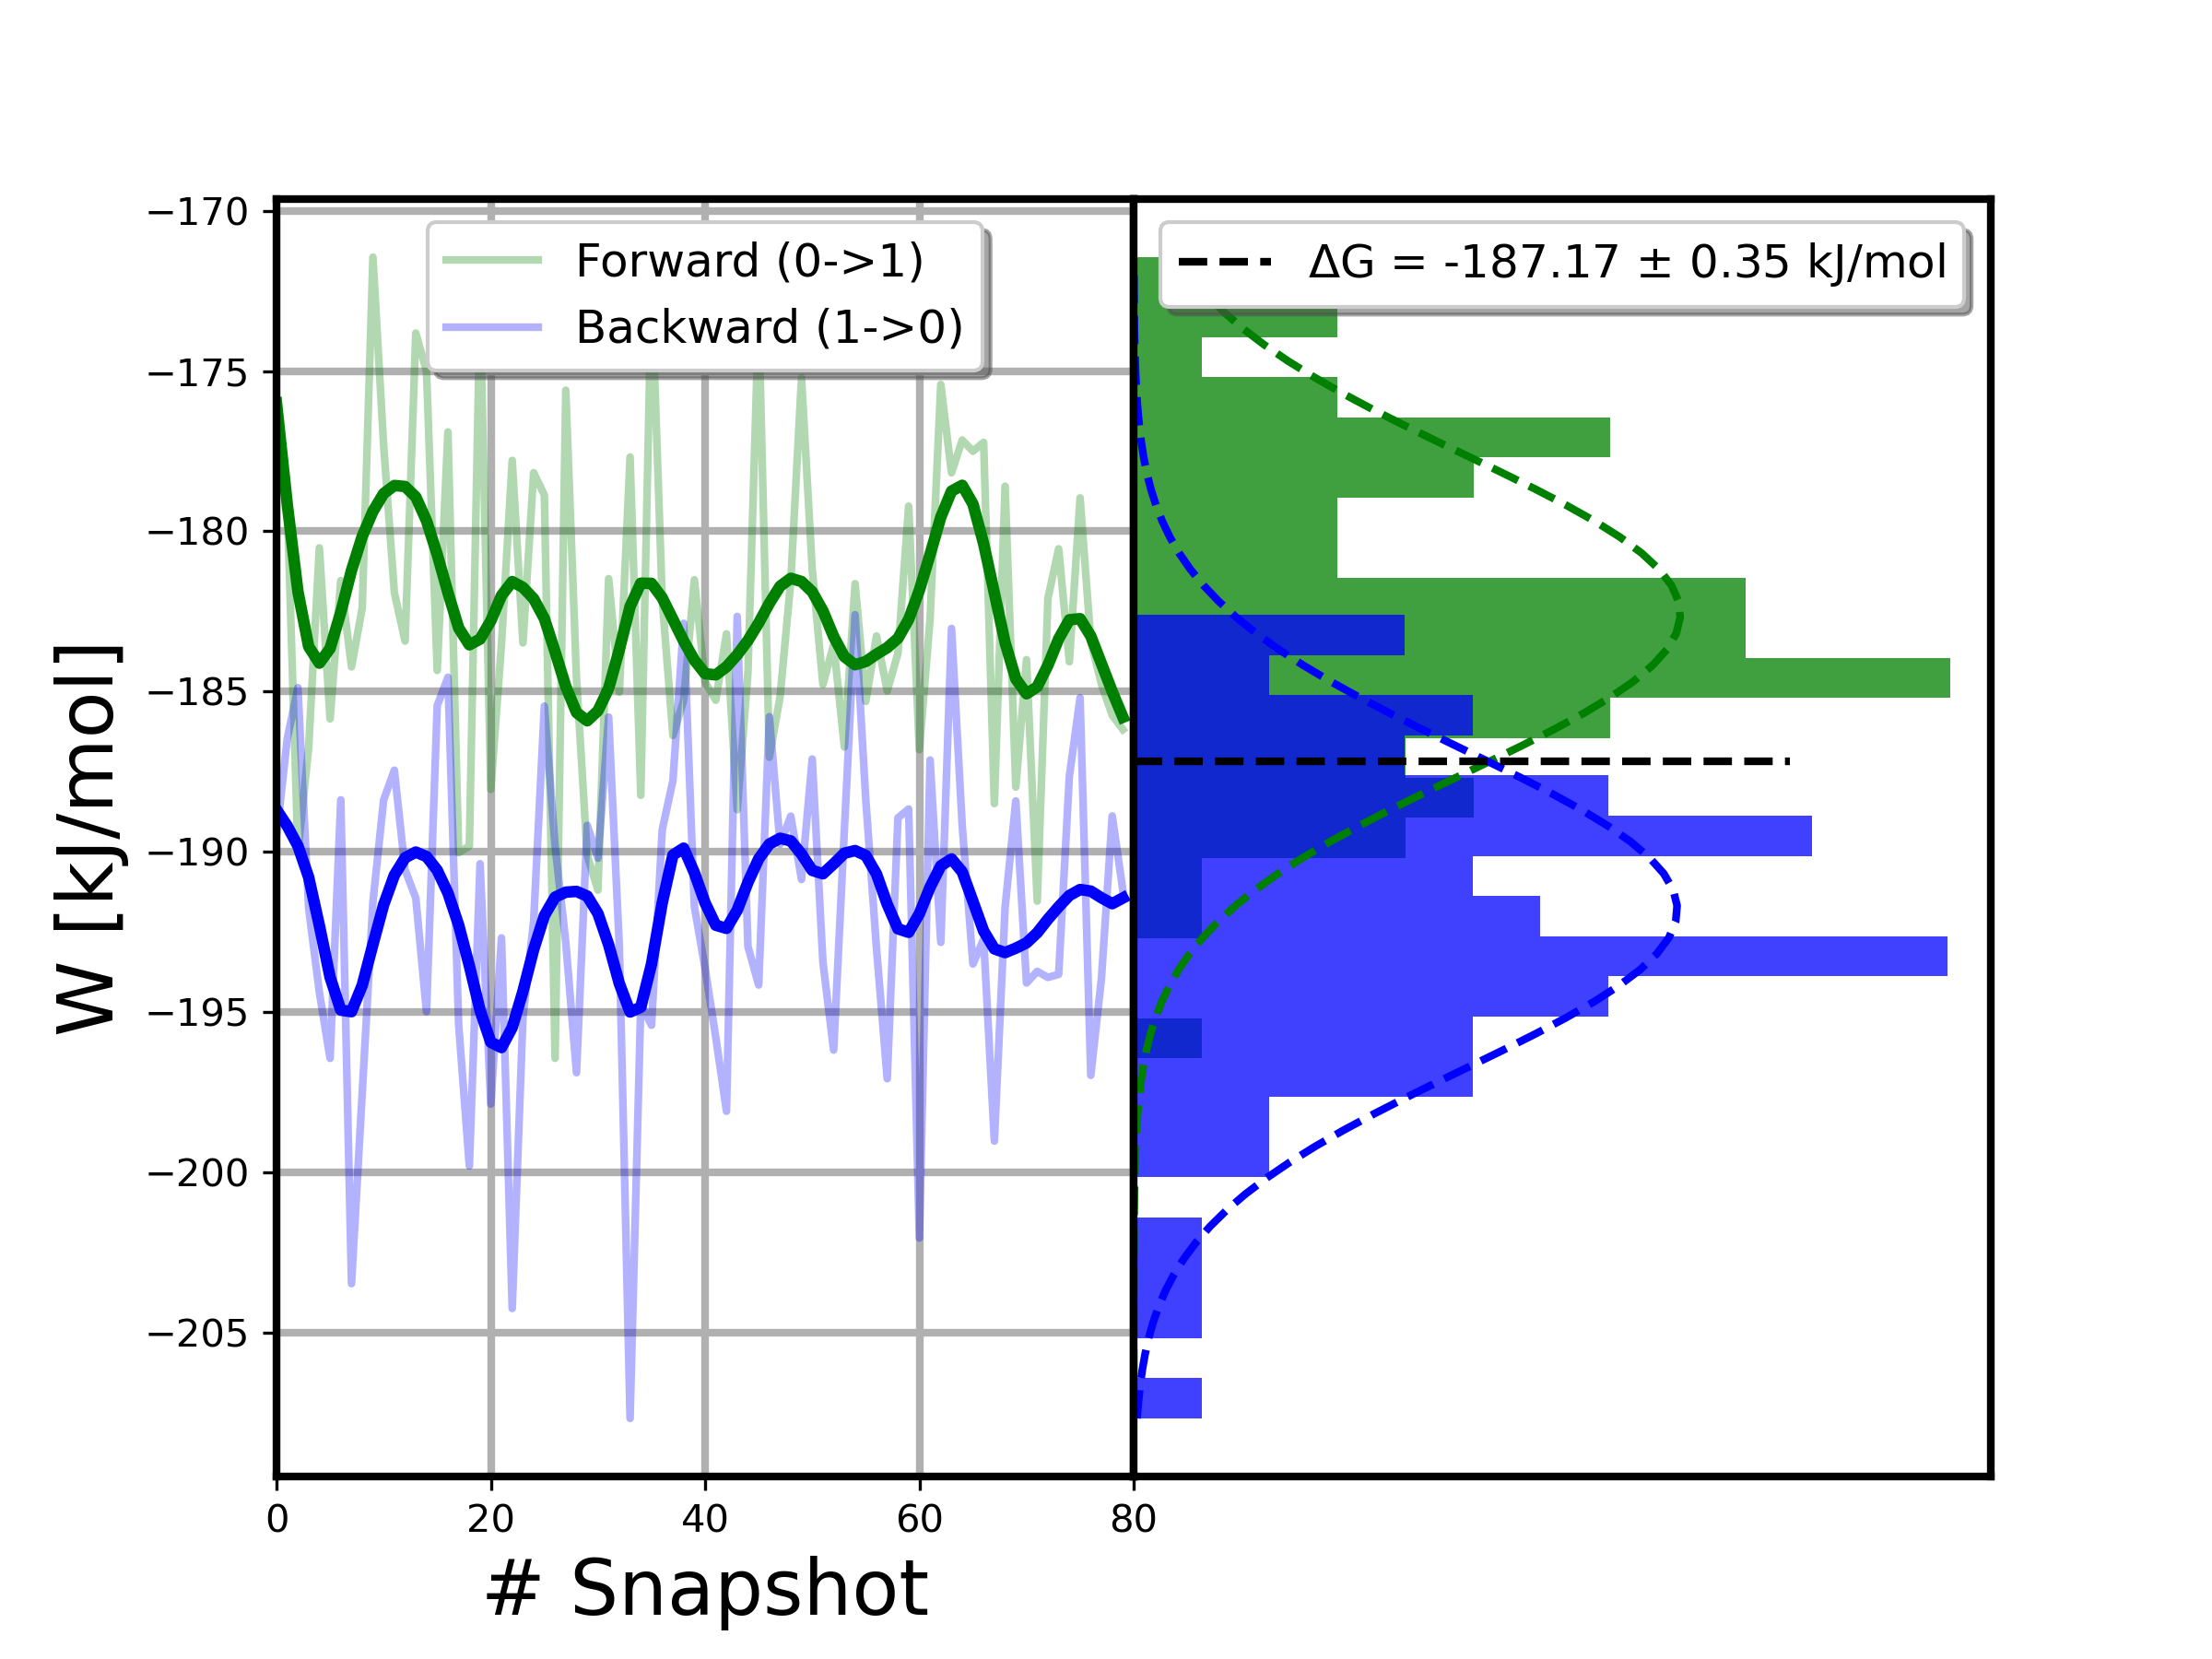 Forward (0->1)
Backward (1->0)
ΔG = -187.17 ± 0.35 kJ/mol
W [kJ/mol]
−170
−175
−180
−185
−190
−195
−200
−205
0 20 40 60 80
# Snapshot